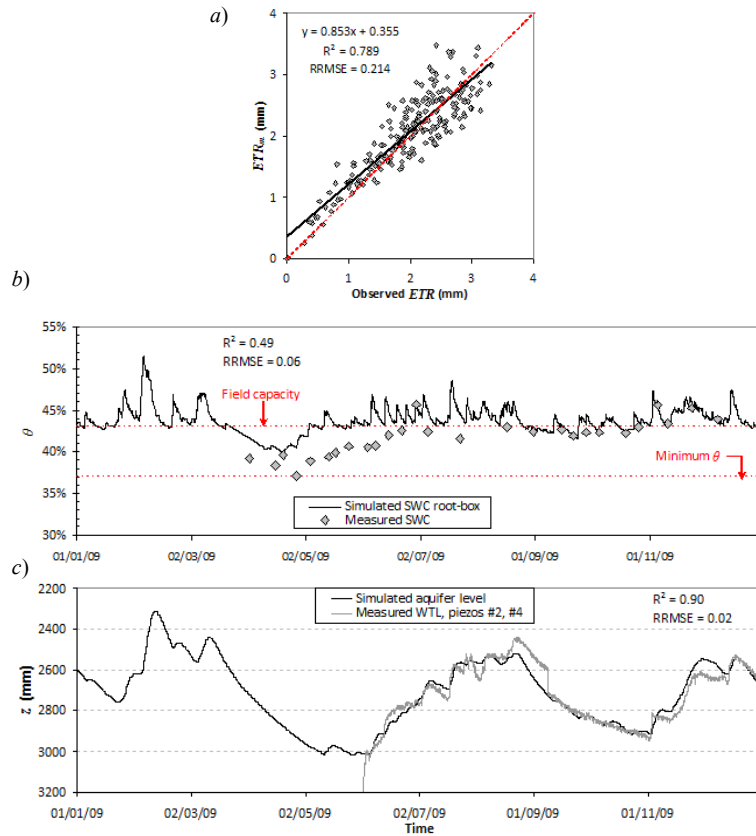 a)
y = 0.853x + 0.355
R² = 0.789
RRMSE = 0.214
4
3
2
1
0
ETRm (mm)
0 1 2 3 4
Observed ETR (mm)
b)
55%
50%
45%
40%
35%
30%
θ
R² = 0.49
RRMSE = 0.06
Field capacity
Minimum θ
Simulated SWC root-box
Measured SWC
01/01/09 02/03/09 02/05/09 02/07/09 01/09/09 01/11/09
c)
2200
2400
2600
2800
3000
3200
z (mm)
Simulated aquifer level
Measured WTL, piezos #2, #4
R² = 0.90
RRMSE = 0.02
01/01/09 02/03/09 02/05/09 02/07/09 01/09/09 01/11/09
Time